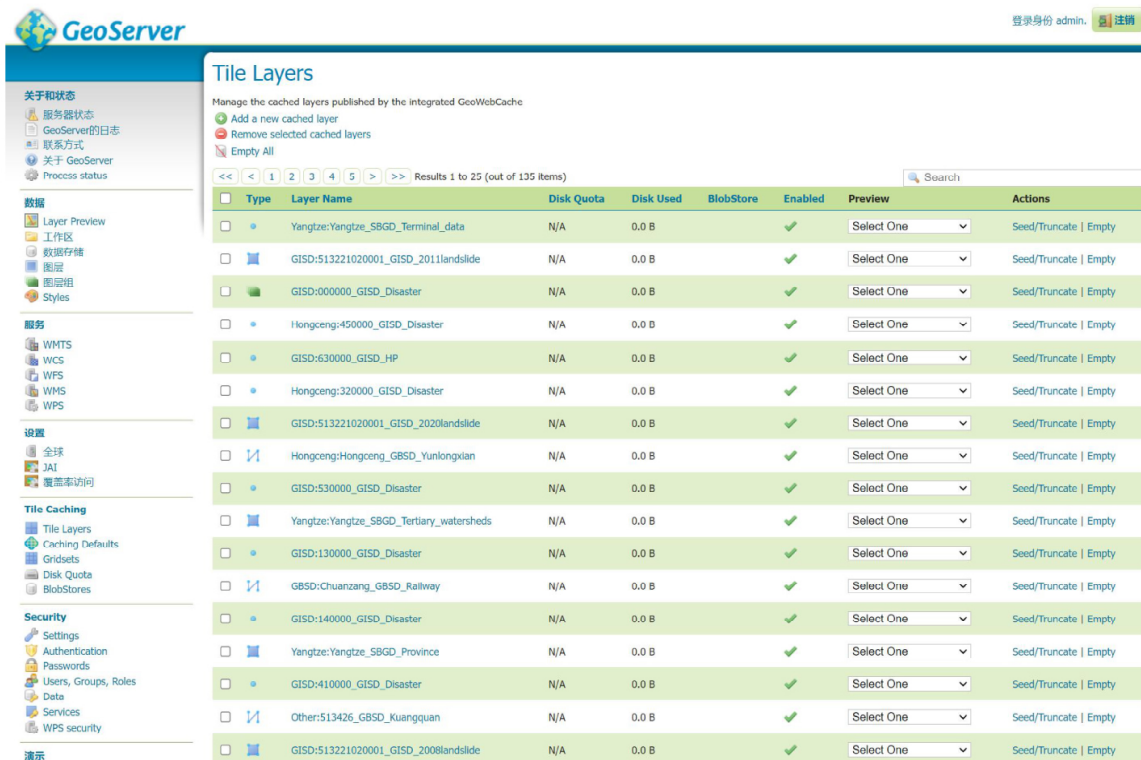 GeoServer
登录身份 admin. 注销
关于和状态
服务器状态
GeoServer的日志
联系方式
关于 GeoServer
Process status
数据
Layer Preview
工作区
数据存储
图层
图层组
Styles
服务
WMTS
WCS
WFS
WMS
WPS
设置
全球
JAI
覆盖率访问
Tile Caching
Tile Layers
Caching Defaults
Gridsets
Disk Quota
BlobStores
Security
Settings
Authentication
Passwords
Users, Groups, Roles
Data
Services
WPS security
演示
Tile Layers
Manage the cached layers published by the integrated GeoWebCache
Add a new cached layer
Remove selected cached layers
Empty All
<< < 1 2 3 4 5 > >> Results 1 to 25 (out of 135 items) Search
Type Layer Name Disk Quota Disk Used BlobStore Enabled Preview Actions
Yangtze:Yangtze_SBGD_Terminal_data N/A 0.0 B Select One Seed/Truncate | Empty
GISD:513221020001_GISD_2011landslide N/A 0.0 B Select One Seed/Truncate | Empty
GISD:000000_GISD_Disaster N/A 0.0 B Select One Seed/Truncate | Empty
Hongceng:450000_GISD_Disaster N/A 0.0 B Select One Seed/Truncate | Empty
GISD:630000_GISD_HP N/A 0.0 B Select One Seed/Truncate | Empty
Hongceng:320000_GISD_Disaster N/A 0.0 B Select One Seed/Truncate | Empty
GISD:513221020001_GISD_2020landslide N/A 0.0 B Select One Seed/Truncate | Empty
Hongceng:Hongceng_GBSD_Yunlongxian N/A 0.0 B Select One Seed/Truncate | Empty
GISD:530000_GISD_Disaster N/A 0.0 B Select One Seed/Truncate | Empty
Yangtze:Yangtze_SBGD_Tertiary_watersheds N/A 0.0 B Select One Seed/Truncate | Empty
GISD:130000_GISD_Disaster N/A 0.0 B Select One Seed/Truncate | Empty
GBSD:Chuanzang_GBSD_Railway N/A 0.0 B Select One Seed/Truncate | Empty
GISD:140000_GISD_Disaster N/A 0.0 B Select One Seed/Truncate | Empty
Yangtze:Yangtze_SBGD_Province N/A 0.0 B Select One Seed/Truncate | Empty
GISD:410000_GISD_Disaster N/A 0.0 B Select One Seed/Truncate | Empty
Other:513426_GBSD_Kuangquan N/A 0.0 B Select One Seed/Truncate | Empty
GISD:513221020001_GISD_2008landslide N/A 0.0 B Select One Seed/Truncate | Empty